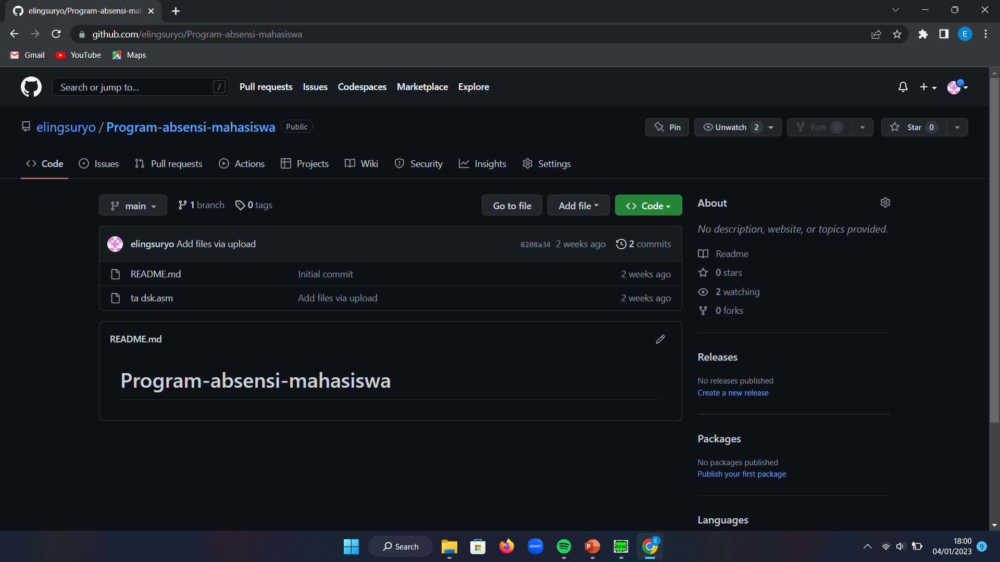 elingsuryo/Program-absensi-mah
github.com/elingsuryo/Program-absensi-mahasiswa
E
Gmail
YouTube
Maps
Search or jump to...
/
Pull requests
Issues
Codespaces
Marketplace
Explore
elingsuryo / Program-absensi-mahasiswa
Public
Pin
Unwatch 2
Fork 0
Star 0
Code
Issues
Pull requests
Actions
Projects
Wiki
Security
Insights
Settings
main
1 branch
0 tags
Go to file
Add file
Code
About
No description, website, or topics provided.
elingsuryo Add files via upload
8208a34 2 weeks ago
2 commits
README.md
Initial commit
2 weeks ago
ta dsk.asm
Add files via upload
2 weeks ago
Readme
0 stars
2 watching
0 forks
README.md
Program-absensi-mahasiswa
Releases
No releases published
Create a new release
Packages
No packages published
Publish your first package
Languages
Search
zoom
P
8086
E
18:00
04/01/2023
9